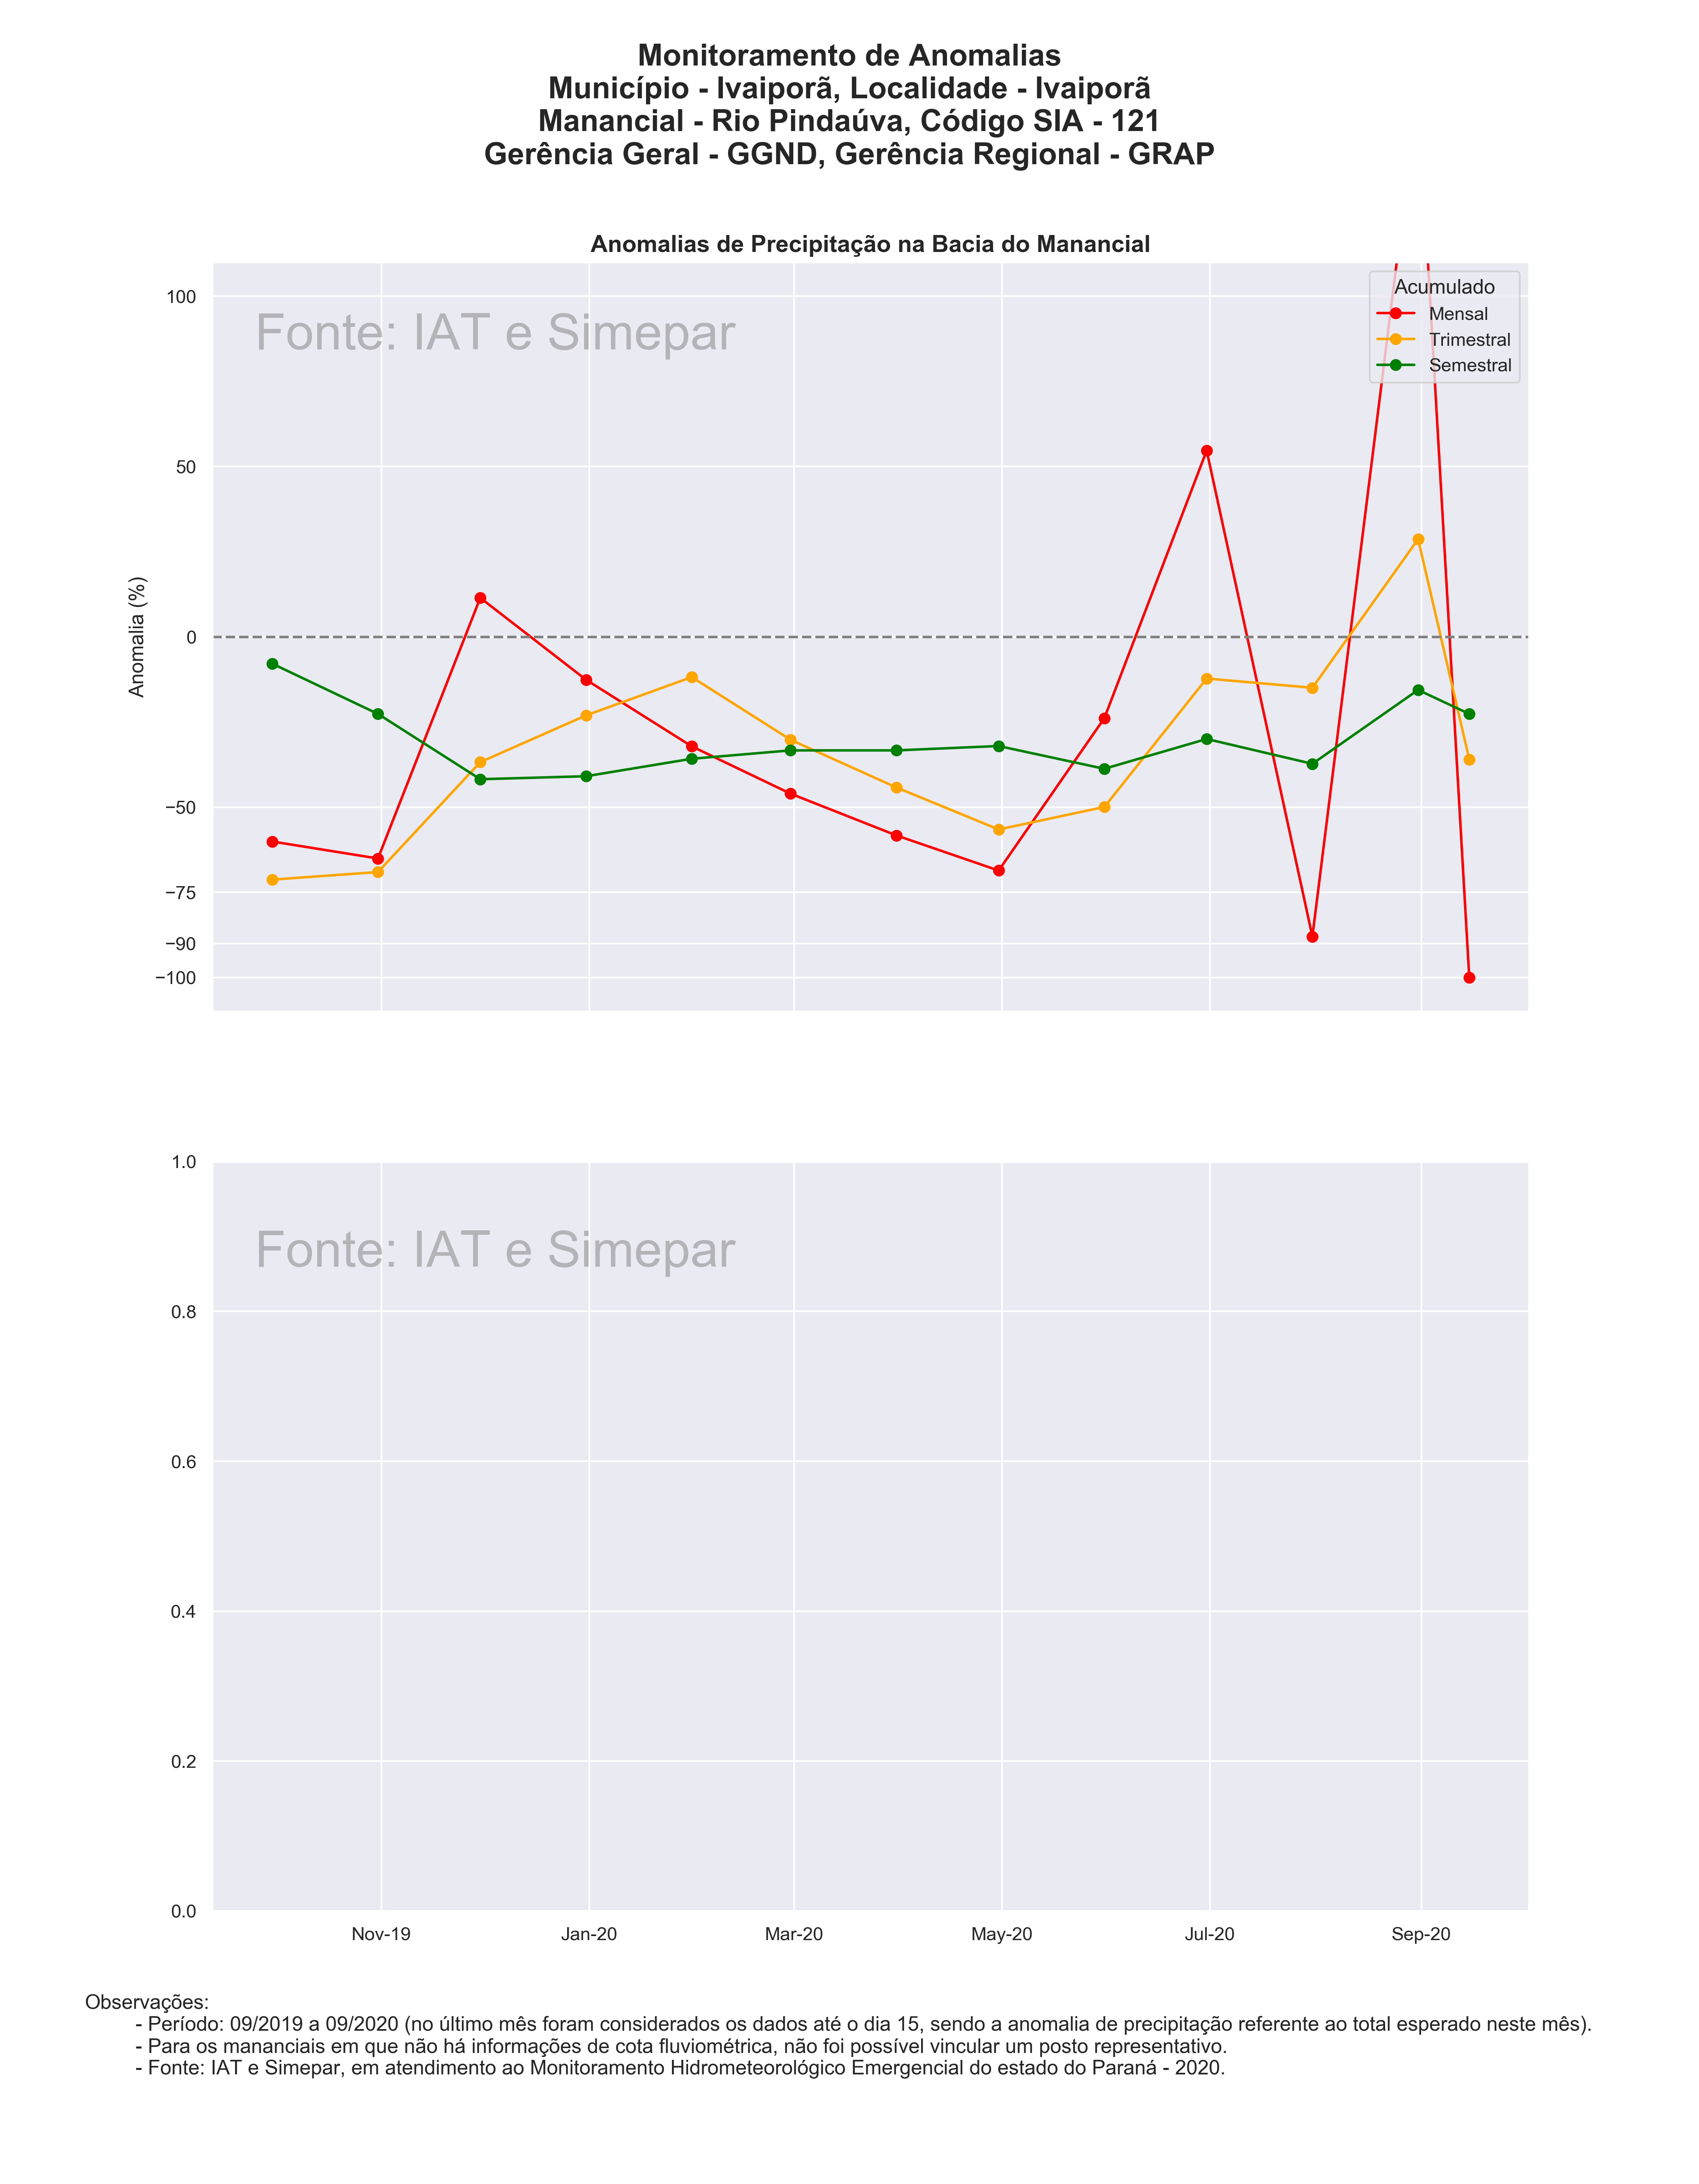 Monitoramento de Anomalias
Município - Ivaiporã, Localidade - Ivaiporã
Manancial - Rio Pindaúva, Código SIA - 121
Gerência Geral - GGND, Gerência Regional - GRAP
Anomalias de Precipitação na Bacia do Manancial
Fonte: IAT e Simepar
Acumulado
Mensal
Trimestral
Semestral
Anomalia (%)
100
50
0
−50
−75
−90
−100
Fonte: IAT e Simepar
1.0
0.8
0.6
0.4
0.2
0.0
Nov-19 Jan-20 Mar-20 May-20 Jul-20 Sep-20
Observações:
- Período: 09/2019 a 09/2020 (no último mês foram considerados os dados até o dia 15, sendo a anomalia de precipitação referente ao total esperado neste mês).
- Para os mananciais em que não há informações de cota fluviométrica, não foi possível vincular um posto representativo.
- Fonte: IAT e Simepar, em atendimento ao Monitoramento Hidrometeorológico Emergencial do estado do Paraná - 2020.